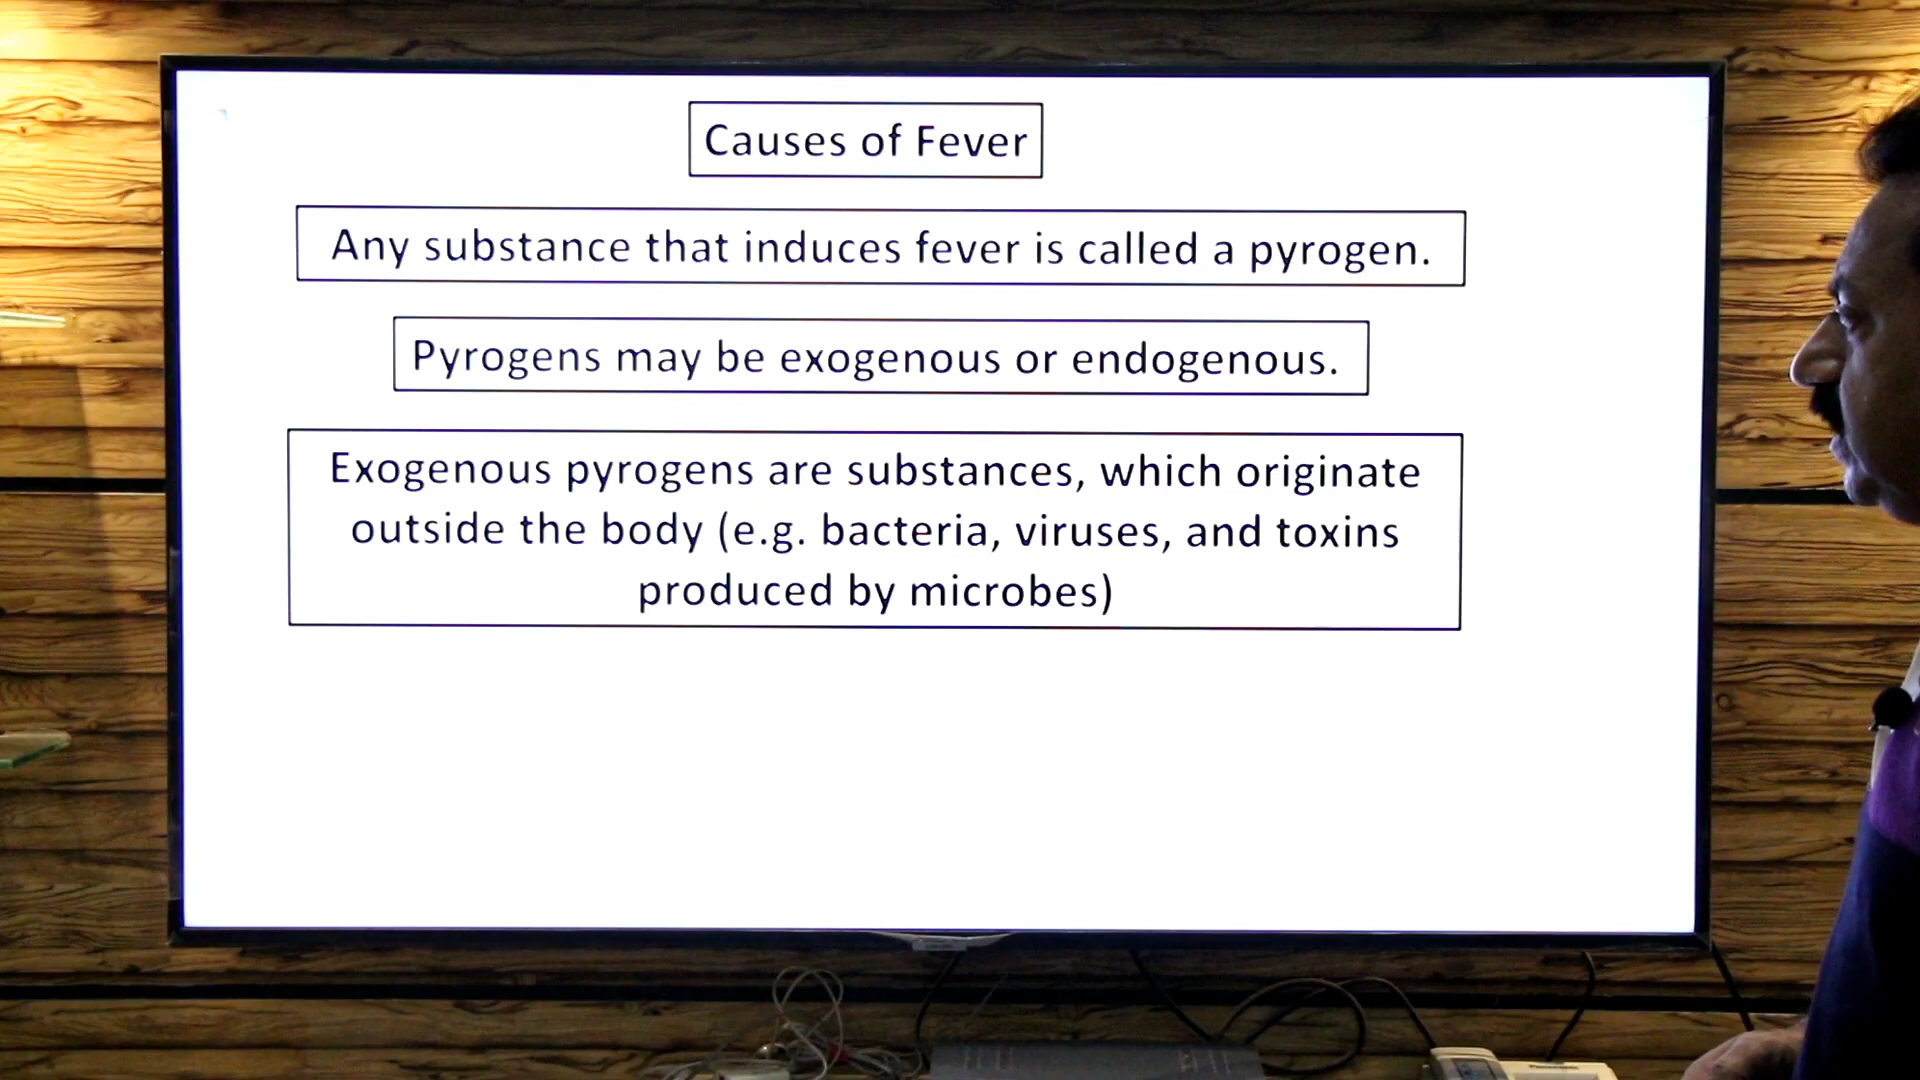 Causes of Fever
Any substance that induces fever is called a pyrogen.
Pyrogens may be exogenous or endogenous.
Exogenous pyrogens are substances, which originate
outside the body (e.g. bacteria, viruses, and toxins
produced by microbes)